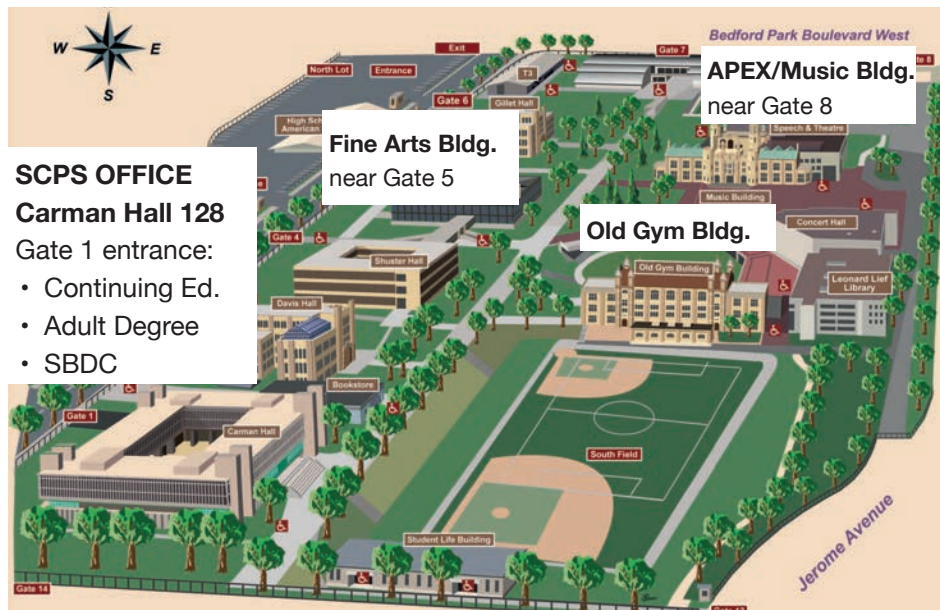 W
E
S
Exit
North Lot
Entrance
Gate 6
T3
Gillet Hall
Gate 7
Bedford Park Boulevard West
APEX/Music Bldg.
near Gate 8
Speech & Theatre
High
American
Fine Arts Bldg.
near Gate 5
SCPS OFFICE
Carman Hall 128
Gate 1 entrance:
• Continuing Ed.
• Adult Degree
• SBDC
Gate 4
Shuster Hall
Music Building
Concert Hall
Old Gym Bldg.
Old Gym Building
Leonard Lief
Library
Davis Hall
Bookstore
Gate 1
Carman Hall
South Field
Student Life Building
Jerome Avenue
Gate 14